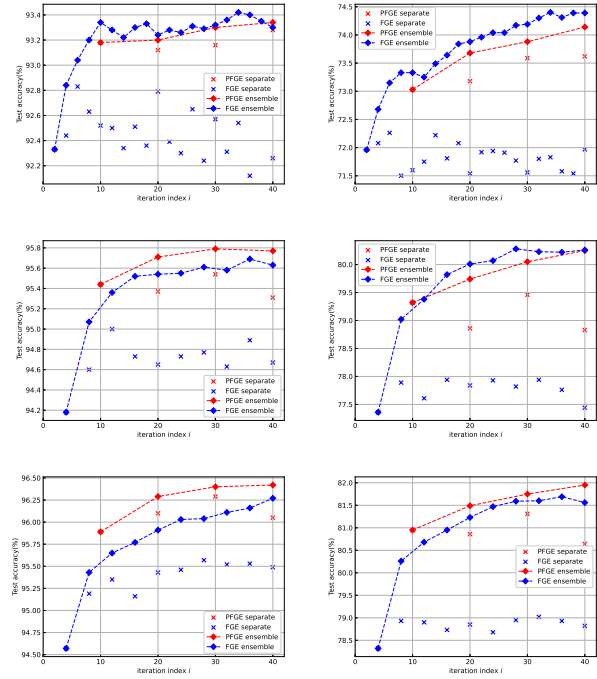 93.4
93.2
93.0
92.8
92.6
92.4
92.2
Test accuracy(%)
PFGE separate
FGE separate
PFGE ensemble
FGE ensemble
0 10 20 30 40
iteration index i
74.5
74.0
73.5
73.0
72.5
72.0
71.5
Test accuracy(%)
PFGE separate
FGE separate
PFGE ensemble
FGE ensemble
0 10 20 30 40
iteration index i
95.8
95.6
95.4
95.2
95.0
94.8
94.6
94.4
94.2
Test accuracy(%)
PFGE separate
FGE separate
PFGE ensemble
FGE ensemble
0 10 20 30 40
iteration index i
80.0
79.5
79.0
78.5
78.0
77.5
Test accuracy(%)
PFGE separate
FGE separate
PFGE ensemble
FGE ensemble
0 10 20 30 40
iteration index i
96.50
96.25
96.00
95.75
95.50
95.25
95.00
94.75
94.50
Test accuracy(%)
PFGE separate
FGE separate
PFGE ensemble
FGE ensemble
0 10 20 30 40
iteration index i
82.0
81.5
81.0
80.5
80.0
79.5
79.0
78.5
Test accuracy(%)
PFGE separate
FGE separate
PFGE ensemble
FGE ensemble
0 10 20 30 40
iteration index i